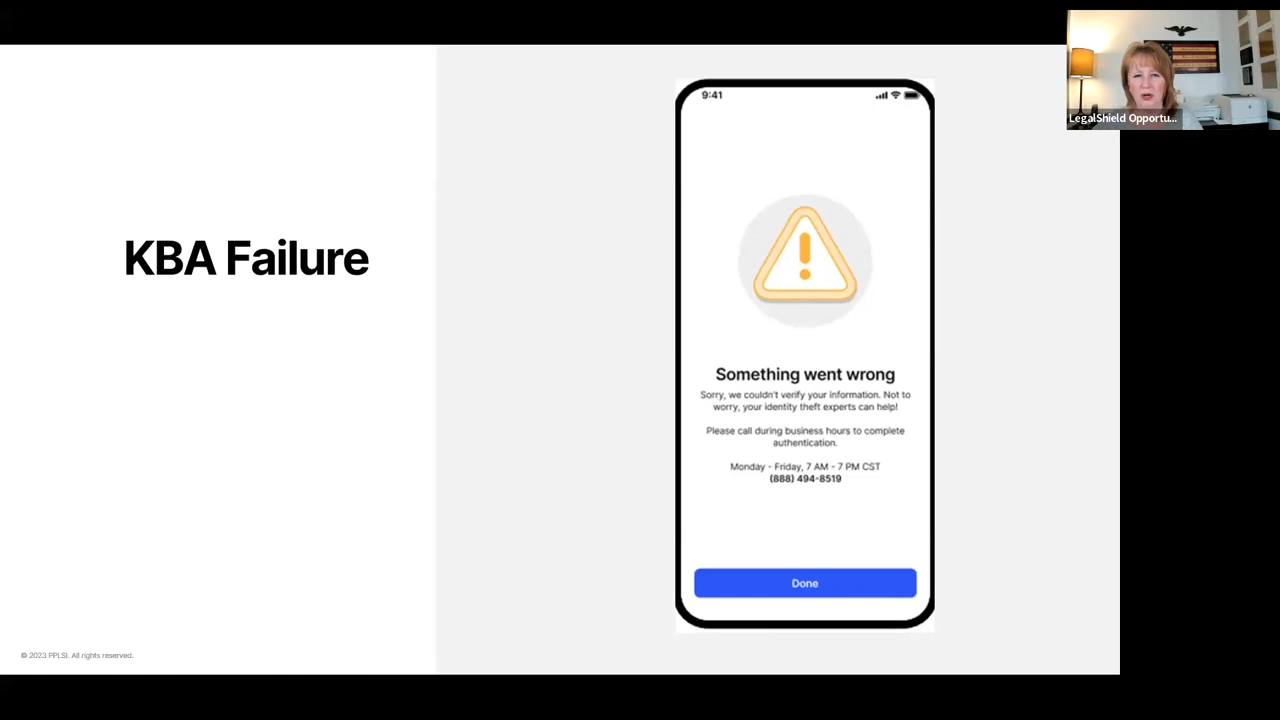 LegalShield Opportu...
KBA Failure
9:41
Something went wrong
Sorry, we couldn't verify your information. Not to
worry, your identity theft experts can help!
Please call during business hours to complete
authentication.
Monday - Friday, 7 AM - 7 PM CST
(888) 494-8519
Done
© 2023 PPLSI. All rights reserved.